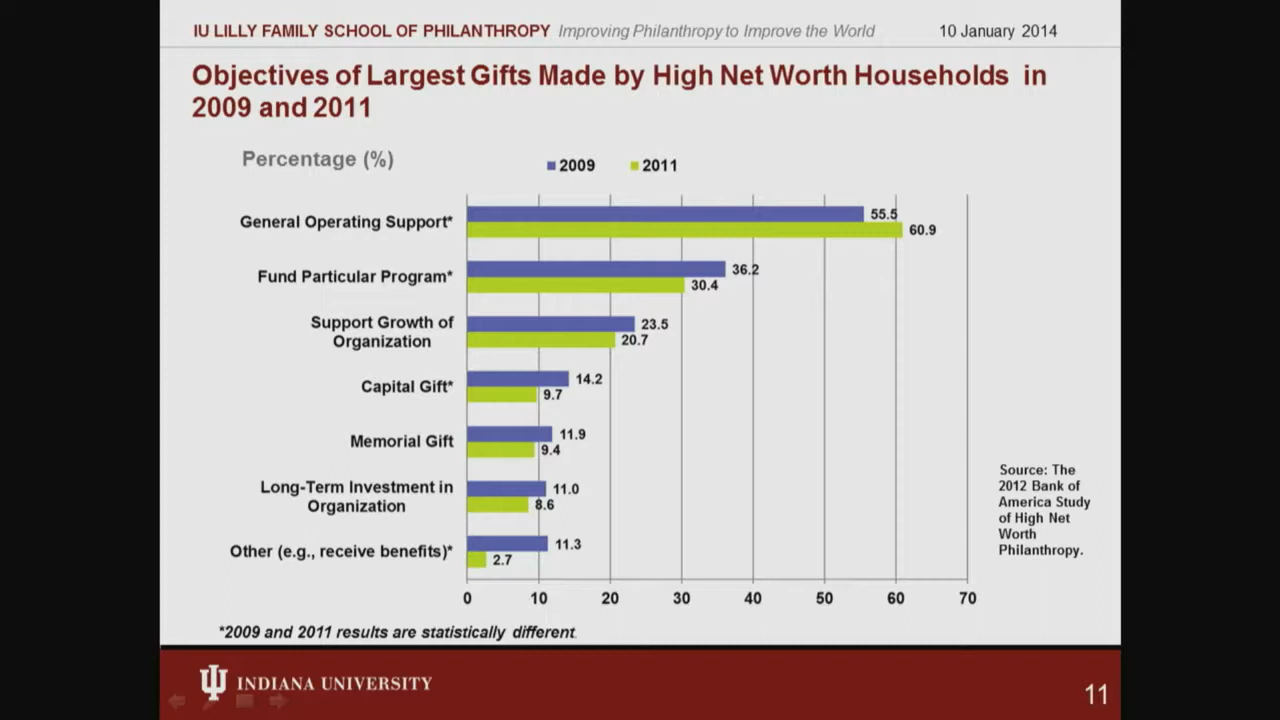 IU LILLY FAMILY SCHOOL OF PHILANTHROPY Improving Philanthropy to Improve the World 10 January 2014
Objectives of Largest Gifts Made by High Net Worth Households in
2009 and 2011
Percentage (%)
2009 2011
General Operating Support* 55.5
60.9
Fund Particular Program* 36.2
30.4
Support Growth of
Organization
23.5
20.7
Capital Gift* 14.2
9.7
Memorial Gift 11.9
9.4
Long-Term Investment in
Organization
11.0
8.6
Other (e.g., receive benefits)* 11.3
2.7
0 10 20 30 40 50 60 70
Source: The
2012 Bank of
America Study
of High Net
Worth
Philanthropy.
*2009 and 2011 results are statistically different.
INDIANA UNIVERSITY
11